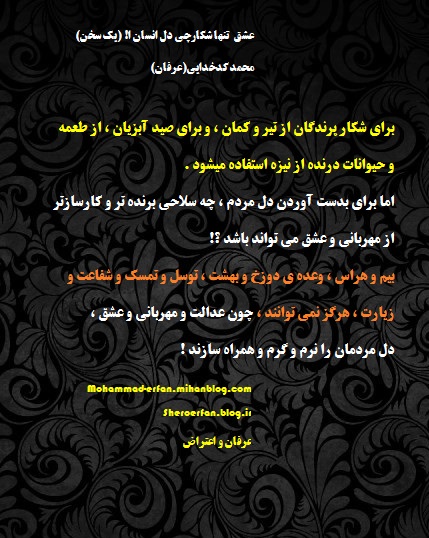 عشق تنها شکارچی دل انسان !! (یک سخن)
محمد کدخدایی(عرفان)
برای شکار پرندگان از تیر و کمان ، و برای صید آبزیان ، از طعمه
و حیوانات درنده از نیزه استفاده میشود .
اما برای بدست آوردن دل مردم ، چه سلاحی برنده تر و کارسازتر
از مهربانی و عشق می تواند باشد ؟!
بیم و هراس ، وعده ی دوزخ و بهشت ، توسل و تمسک و شفاعت و
زیارت ، هرگز نمی توانند ، چون عدالت و مهربانی و عشق ،
دل مردمان را نرم و گرم و همراه سازند !
Mohammad-erfan.mihanblog.com
Sheroerfan.blog.ir
عرفان و اعتراض